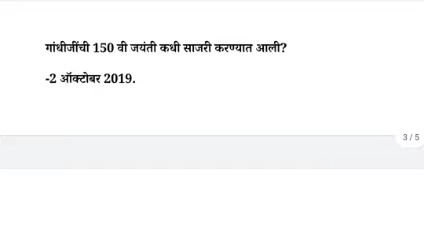 गांधीजींची 150 वी जयंती कधी साजरी करण्यात आली?
-2 ऑक्टोबर 2019.
3 / 5